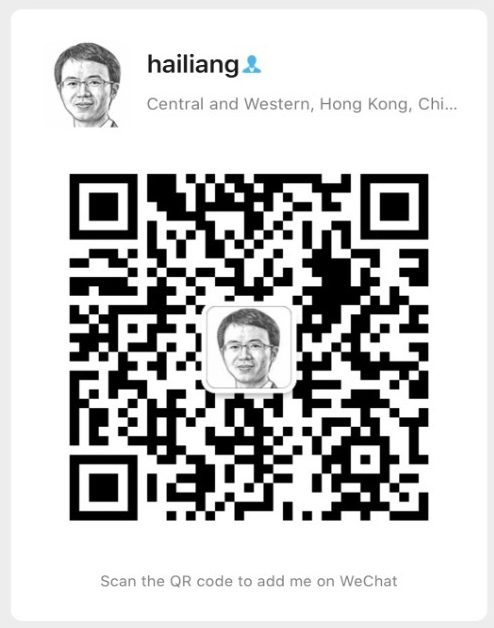 hailiang
Central and Western, Hong Kong, Chi...
Scan the QR code to add me on WeChat